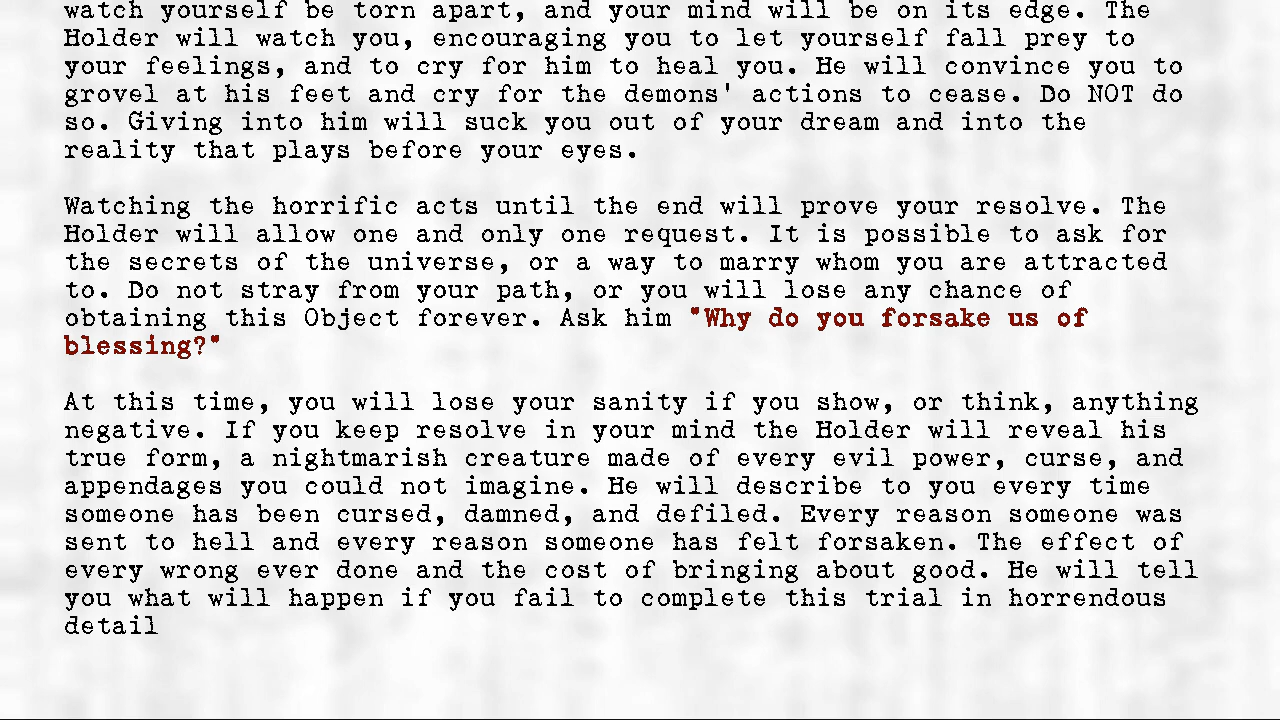 watch yourself be torn apart, and your mind will be on its edge. The
Holder will watch you, encouraging you to let yourself fall prey to
your feelings, and to cry for him to heal you. He will convince you to
grovel at his feet and cry for the demons' actions to cease. Do NOT do
so. Giving into him will suck you out of your dream and into the
reality that plays before your eyes.
Watching the horrific acts until the end will prove your resolve. The
Holder will allow one and only one request. It is possible to ask for
the secrets of the universe, or a way to marry whom you are attracted
to. Do not stray from your path, or you will lose any chance of
obtaining this Object forever. Ask him "Why do you forsake us of
blessing?"
At this time, you will lose your sanity if you show, or think, anything
negative. If you keep resolve in your mind the Holder will reveal his
true form, a nightmarish creature made of every evil power, curse, and
appendages you could not imagine. He will describe to you every time
someone has been cursed, damned, and defiled. Every reason someone was
sent to hell and every reason someone has felt forsaken. The effect of
every wrong ever done and the cost of bringing about good. He will tell
you what will happen if you fail to complete this trial in horrendous
detail